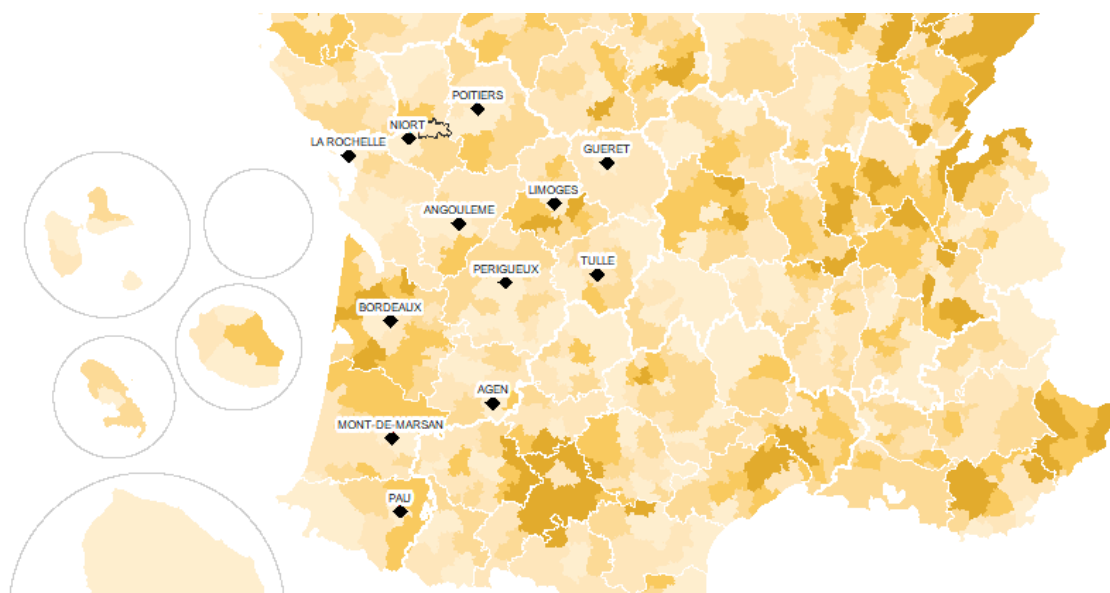 POITIERS
NIORT
LA ROCHELLE
GUERET
LIMOGES
ANGOULEME
PERIGUEUX
TULLE
BORDEAUX
AGEN
MONT-DE-MARSAN
PAU